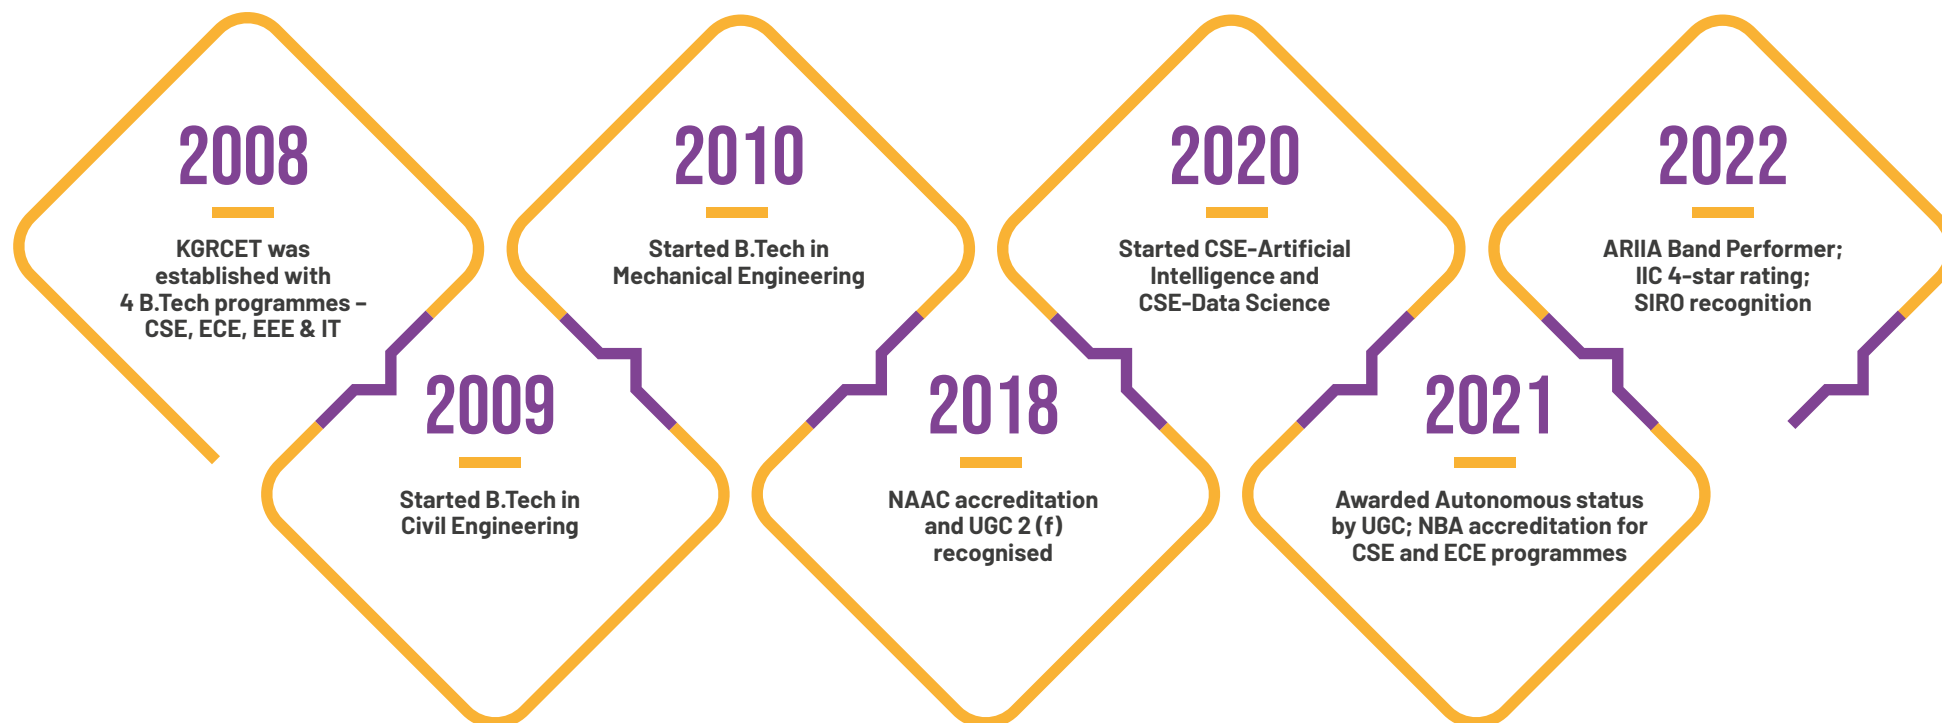 2008
KGRCET was
established with
4 B.Tech programmes –
CSE, ECE, EEE & IT
2009
Started B.Tech in
Civil Engineering
2010
Started B.Tech in
Mechanical Engineering
2018
NAAC accreditation
and UGC 2 (f)
recognised
2020
Started CSE-Artificial
Intelligence and
CSE-Data Science
2021
Awarded Autonomous status
by UGC; NBA accreditation for
CSE and ECE programmes
2022
ARIIA Band Performer;
IIC 4-star rating;
SIRO recognition